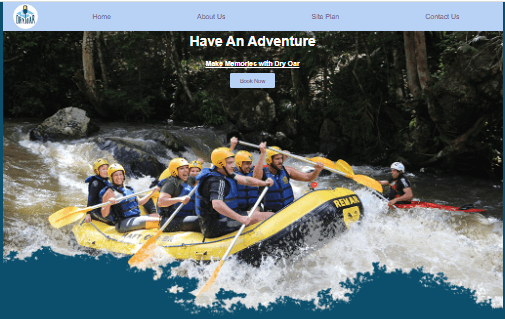 DRY OAR
Home
About Us
Site Plan
Contact Us
Have An Adventure
Make Memories with Dry Oar
Book Now
REMAR